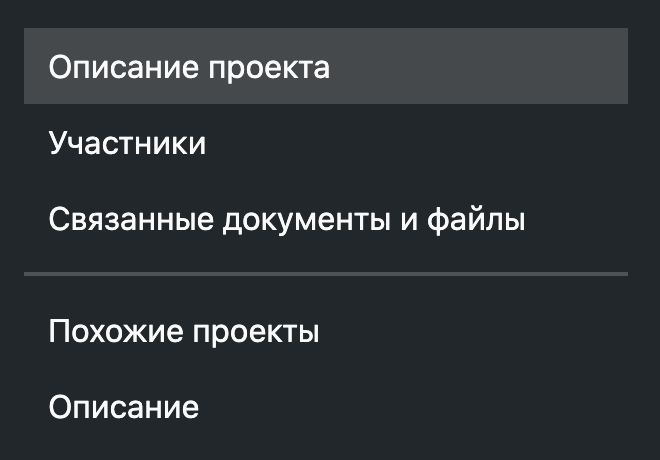 Описание проекта
Участники
Связанные документы и файлы
Похожие проекты
Описание